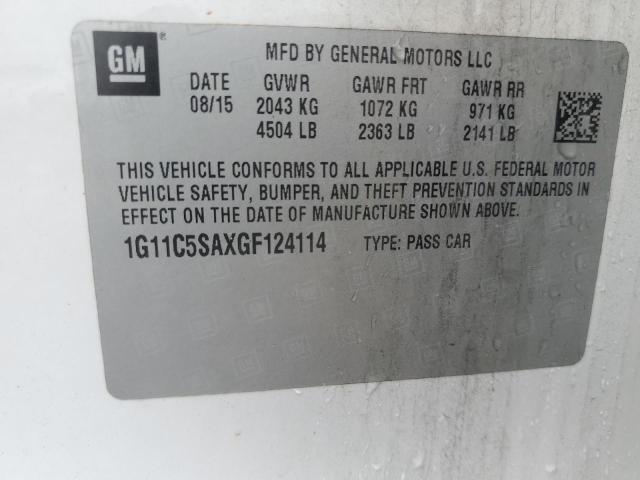 GM
MFD BY GENERAL MOTORS LLC
DATE GVWR GAWR FRT GAWR RR
08/15 2043 KG 1072 KG 971 KG
4504 LB 2363 LB 2141 LB
THIS VEHICLE CONFORMS TO ALL APPLICABLE U.S. FEDERAL MOTOR
VEHICLE SAFETY, BUMPER, AND THEFT PREVENTION STANDARDS IN
EFFECT ON THE DATE OF MANUFACTURE SHOWN ABOVE.
1G11C5SAXGF124114 TYPE: PASS CAR